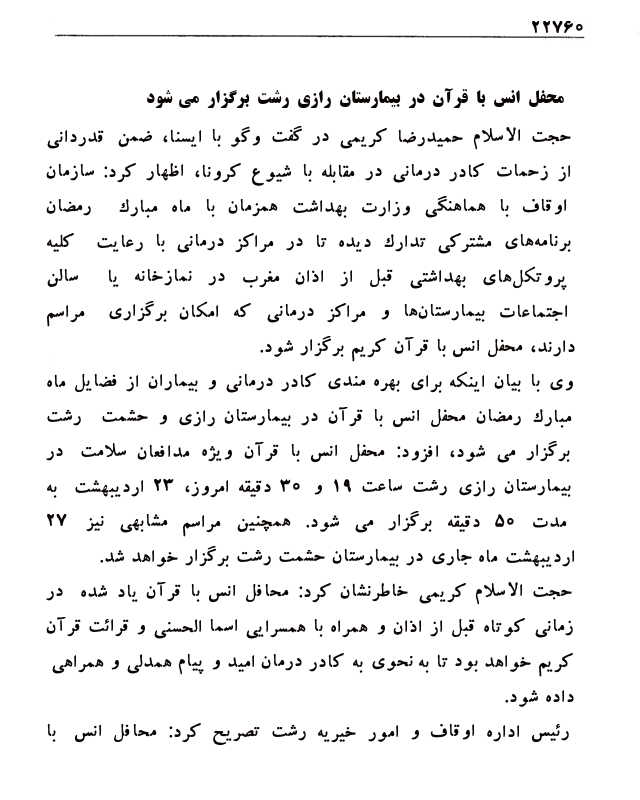 ۲۲۷۶۰
محفل انس با قرآن در بیمارستان رازی رشت برگزار می شود
حجت الاسلام حمیدرضا کریمی در گفت وگو با ایسنا، ضمن قدردانی
از زحمات کادر درمانی در مقابله با شیوع کرونا، اظهار کرد: سازمان
اوقاف با هماهنگی وزارت بهداشت همزمان با ماه مبارك رمضان
برنامه‌های مشترکی تدارك دیده تا در مراکز درمانی با رعایت کلیه
پروتکل‌های بهداشتی قبل از اذان مغرب در نمازخانه یا سالن
اجتماعات بیمارستان‌ها و مراکز درمانی که امکان برگزاری مراسم
دارند، محفل انس با قرآن کریم برگزار شود.
وی با بیان اینکه برای بهره مندی کادر درمانی و بیماران از فضایل ماه
مبارك رمضان محفل انس با قرآن در بیمارستان رازی و حشمت رشت
برگزار می شود، افزود: محفل انس با قرآن ویژه مدافعان سلامت در
بیمارستان رازی رشت ساعت ۱۹ و ۳۰ دقیقه امروز، ۲۳ اردیبهشت به
مدت ۵۰ دقیقه برگزار می شود. همچنین مراسم مشابهی نیز ۲۷
اردیبهشت ماه جاری در بیمارستان حشمت رشت برگزار خواهد شد.
حجت الاسلام کریمی خاطرنشان کرد: محافل انس با قرآن یاد شده در
زمانی کوتاه قبل از اذان و همراه با همسرایی اسما الحسنی و قرائت قرآن
کریم خواهد بود تا به نحوی به کادر درمان امید و پیام همدلی و همراهی
داده شود.
رئیس اداره اوقاف و امور خیریه رشت تصریح کرد: محافل انس با